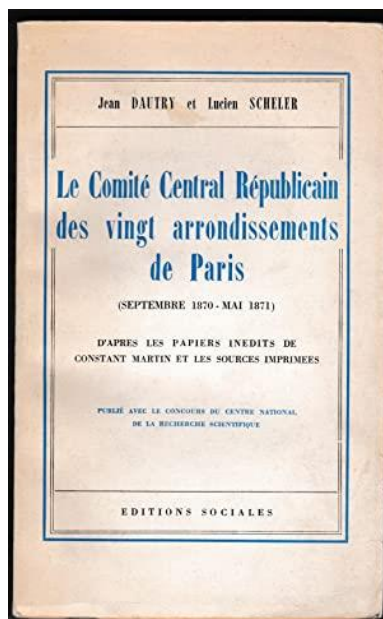 Jean DAUTRY et Lucien SCHELER
Le Comité Central Républicain
des vingt arrondissements
de Paris
(SEPTEMBRE 1870 - MAI 1871)
D'APRES LES PAPIERS INEDITS DE
CONSTANT MARTIN ET LES SOURCES IMPRIMEES
PUBLIÉ AVEC LE CONCOURS DU CENTRE NATIONAL
DE LA RECHERCHE SCIENTIFIQUE
EDITIONS SOCIALES